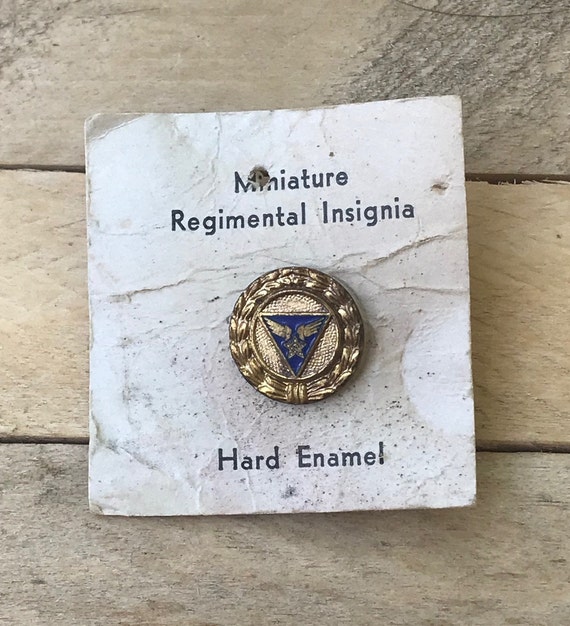 Miniature
Regimental Insignia
Hard Enamel